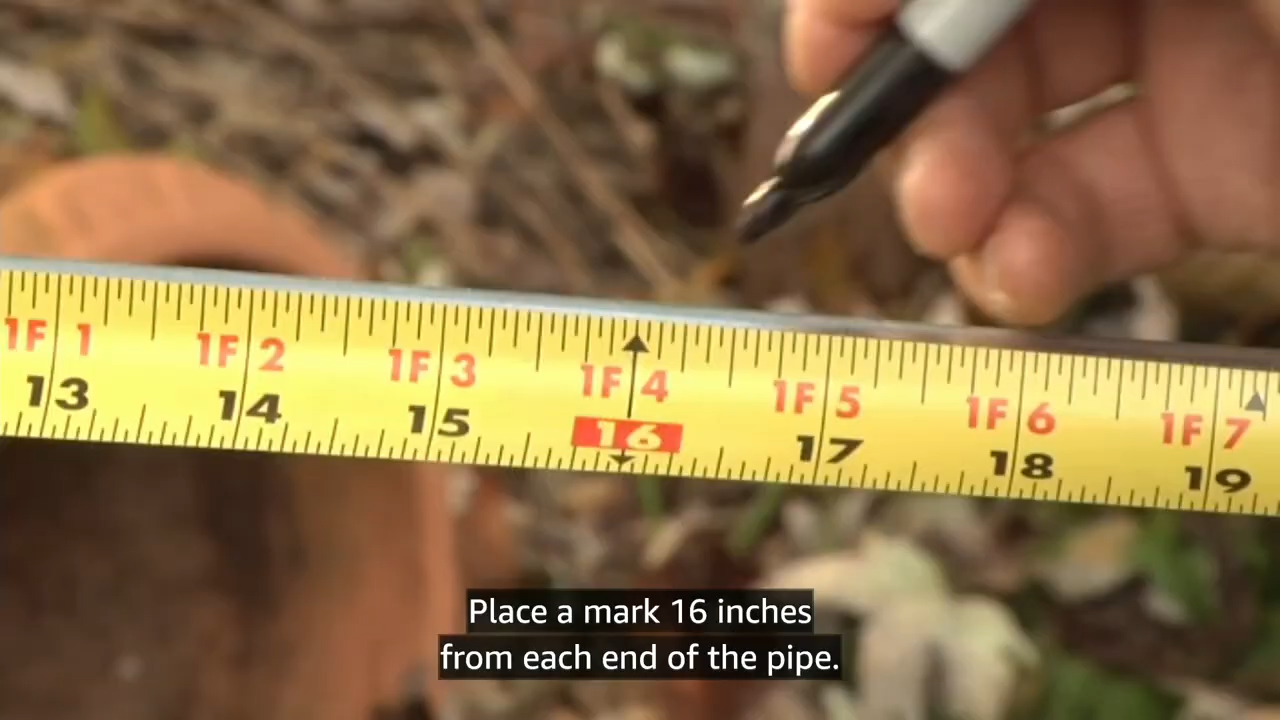 1F 1 1F 2 1F 3 1F 4 1F 5 1F 6 1F 7
13 14 15 16 17 18 19
Place a mark 16 inches
from each end of the pipe.